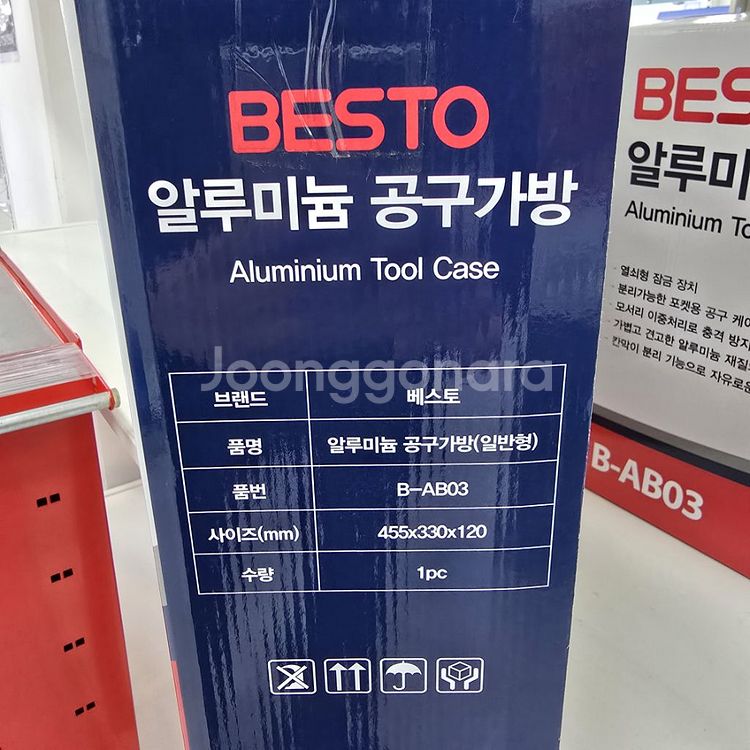 BESTO
알루미늄 공구가방
Aluminium Tool Case
Joonggonara
브랜드 베스토
품명 알루미늄 공구가방(일반형)
품번 B-AB03
사이즈(mm) 455x330x120
수량 1pc
BES
알루미
Aluminium To
· 열쇠형 잠금 장치
· 분리가능한 포켓용 공구 케이
· 모서리 이중처리로 충격 방지
· 가볍고 견고한 알루미늄 재질
· 칸막이 분리 기능으로 자유로운
B-AB03